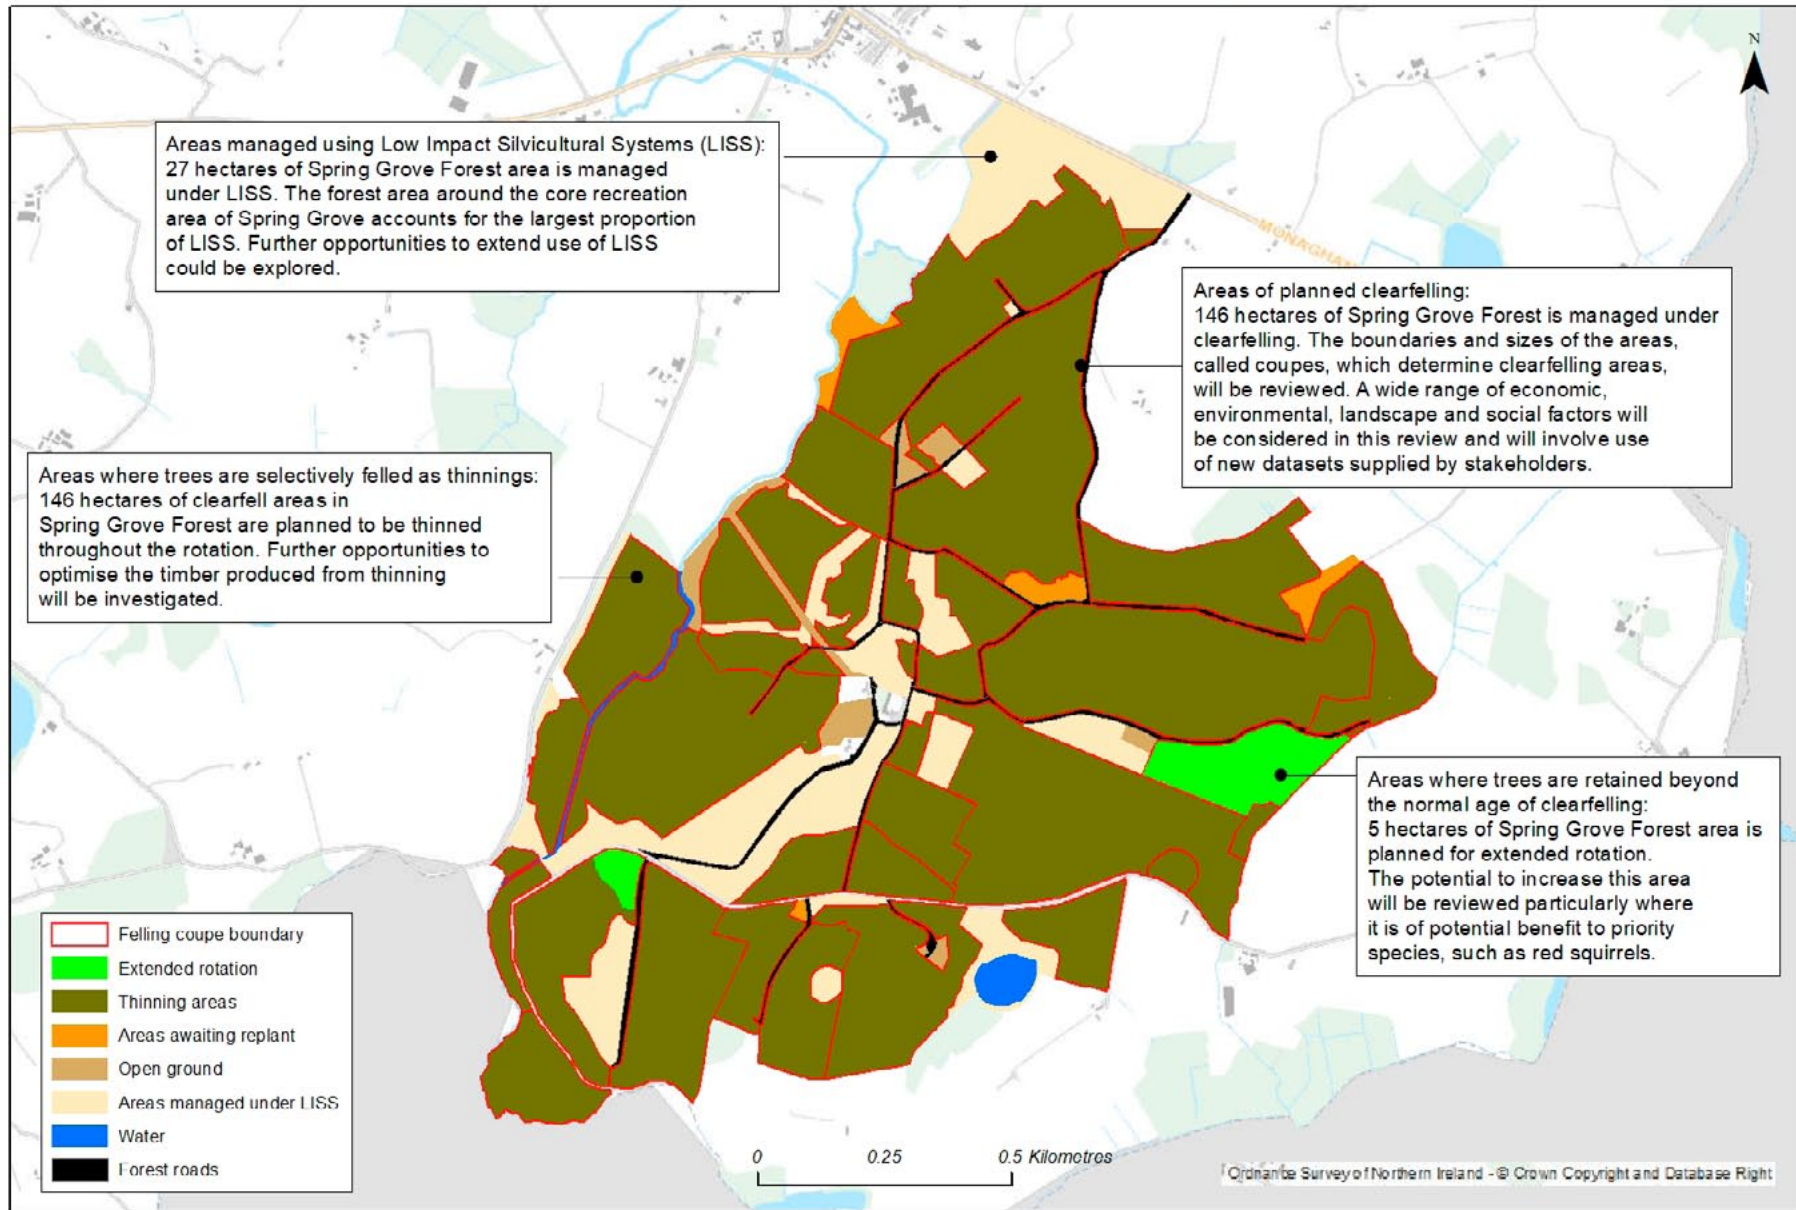 N
Areas managed using Low Impact Silvicultural Systems (LISS):
27 hectares of Spring Grove Forest area is managed
under LISS. The forest area around the core recreation
area of Spring Grove accounts for the largest proportion
of LISS. Further opportunities to extend use of LISS
could be explored.
MONAGHAN
Areas of planned clearfelling:
146 hectares of Spring Grove Forest is managed under
clearfelling. The boundaries and sizes of the areas,
called coupes, which determine clearfelling areas,
will be reviewed. A wide range of economic,
environmental, landscape and social factors will
be considered in this review and will involve use
of new datasets supplied by stakeholders.
Areas where trees are selectively felled as thinnings:
146 hectares of clearfell areas in
Spring Grove Forest are planned to be thinned
throughout the rotation. Further opportunities to
optimise the timber produced from thinning
will be investigated.
Areas where trees are retained beyond
the normal age of clearfelling:
5 hectares of Spring Grove Forest area is
planned for extended rotation.
The potential to increase this area
will be reviewed particularly where
it is of potential benefit to priority
species, such as red squirrels.
Felling coupe boundary
Extended rotation
Thinning areas
Areas awaiting replant
Open ground
Areas managed under LISS
Water
Forest roads
0 0.25 0.5 Kilometres
Ordnance Survey of Northern Ireland - © Crown Copyright and Database Right